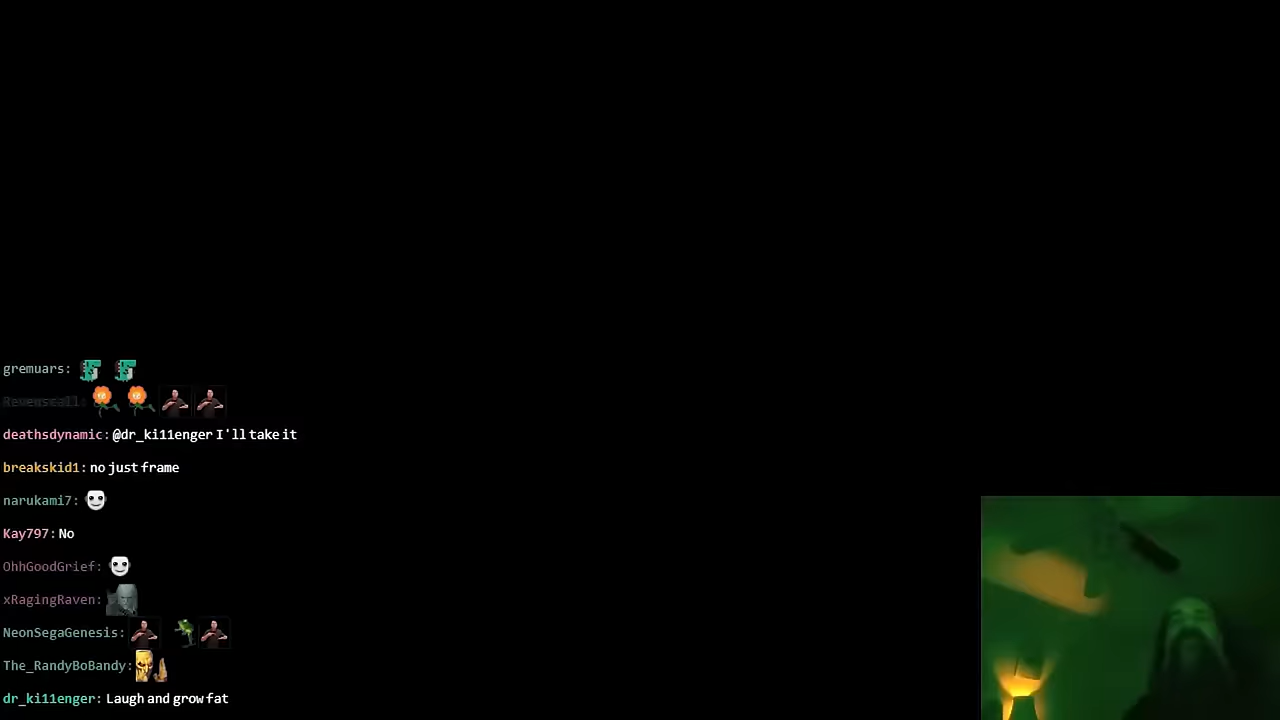 gremuars:
Revenscall:
deathsdynamic: @dr_ki11enger I'll take it
breakskid1: no just frame
narukami7:
Kay797: No
OhhGoodGrief:
xRagingRaven:
NeonSegaGenesis:
The_RandyBoBandy:
dr_ki11enger: Laugh and grow fat